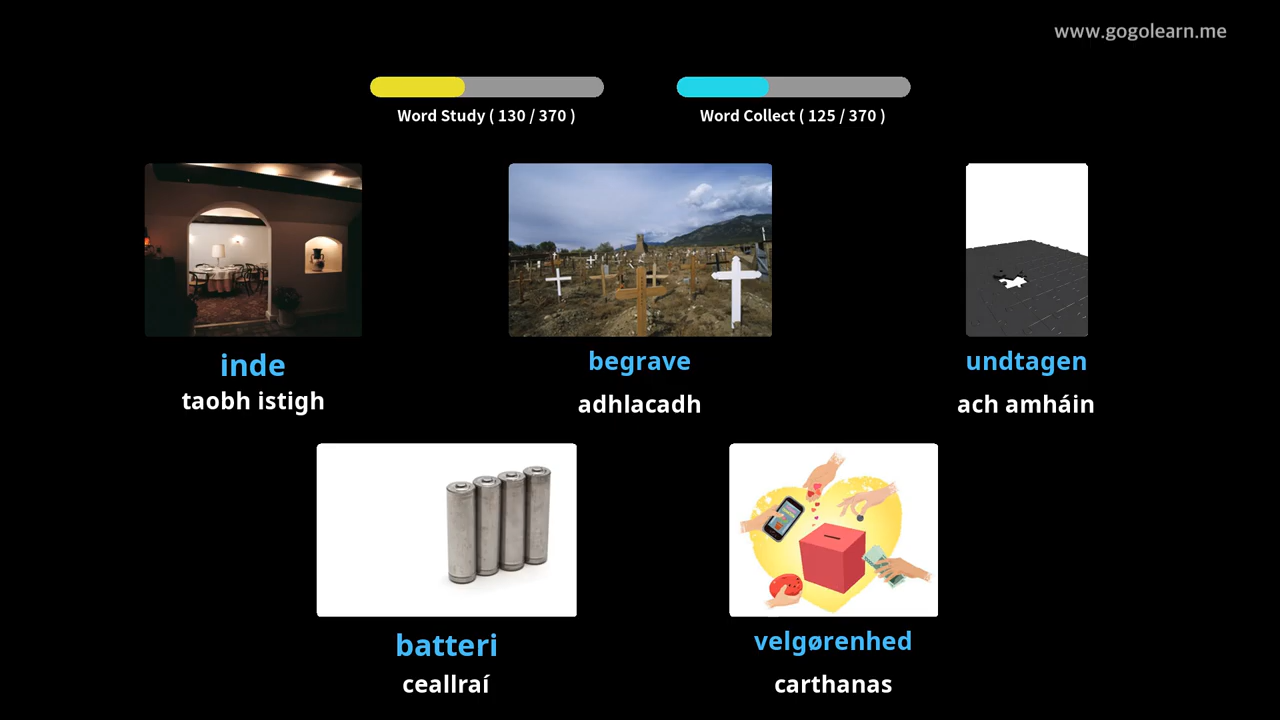 www.gogolearn.me
Word Study ( 130 / 370 )
Word Collect ( 125 / 370 )
inde
taobh istigh
begrave
adhlacadh
undtagen
ach amháin
batteri
ceallraí
velgørenhed
carthanas